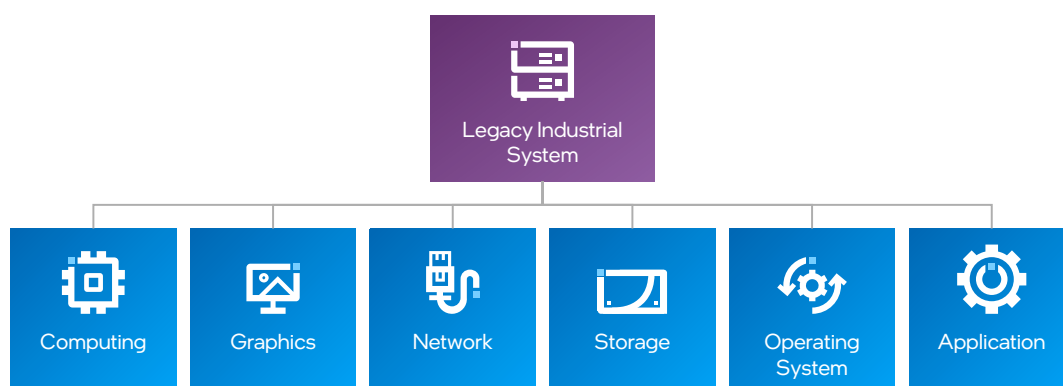 Legacy Industrial
System
Computing
Graphics
Network
Storage
Operating
System
Application